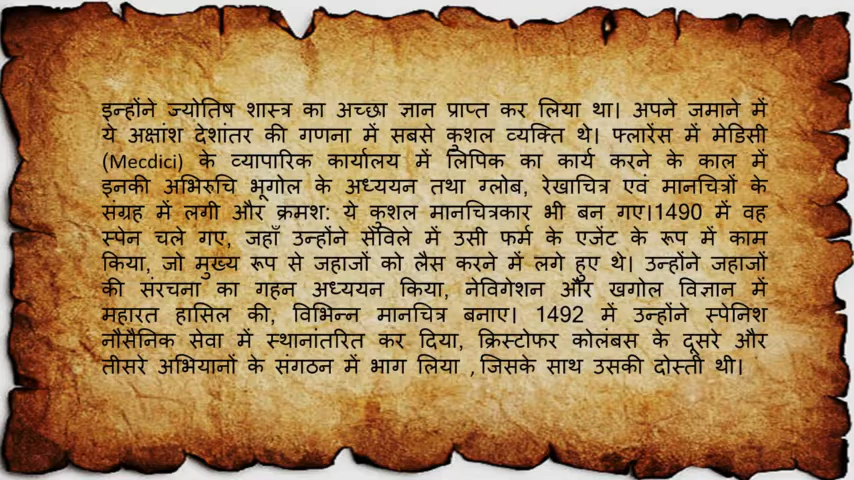 इन्होंने ज्योतिष शास्त्र का अच्छा ज्ञान प्राप्त कर लिया था। अपने जमाने में
ये अक्षांश देशांतर की गणना में सबसे कुशल व्यक्ति थे। फ्लारेंस में मेडिसी
(Mecdici) के व्यापारिक कार्यालय में लिपिक का कार्य करने के काल में
इनकी अभिरुचि भूगोल के अध्ययन तथा ग्लोब, रेखाचित्र एवं मानचित्रों के
संग्रह में लगी और क्रमश: ये कुशल मानचित्रकार भी बन गए।1490 में वह
स्पेन चले गए, जहाँ उन्होंने सेविले में उसी फर्म के एजेंट के रूप में काम
किया, जो मुख्य रूप से जहाजों को लैस करने में लगे हुए थे। उन्होंने जहाजों
की संरचना का गहन अध्ययन किया, नेविगेशन और खगोल विज्ञान में
महारत हासिल की, विभिन्न मानचित्र बनाए। 1492 में उन्होंने स्पेनिश
नौसैनिक सेवा में स्थानांतरित कर दिया, क्रिस्टोफर कोलंबस के दूसरे और
तीसरे अभियानों के संगठन में भाग लिया , जिसके साथ उसकी दोस्ती थी।